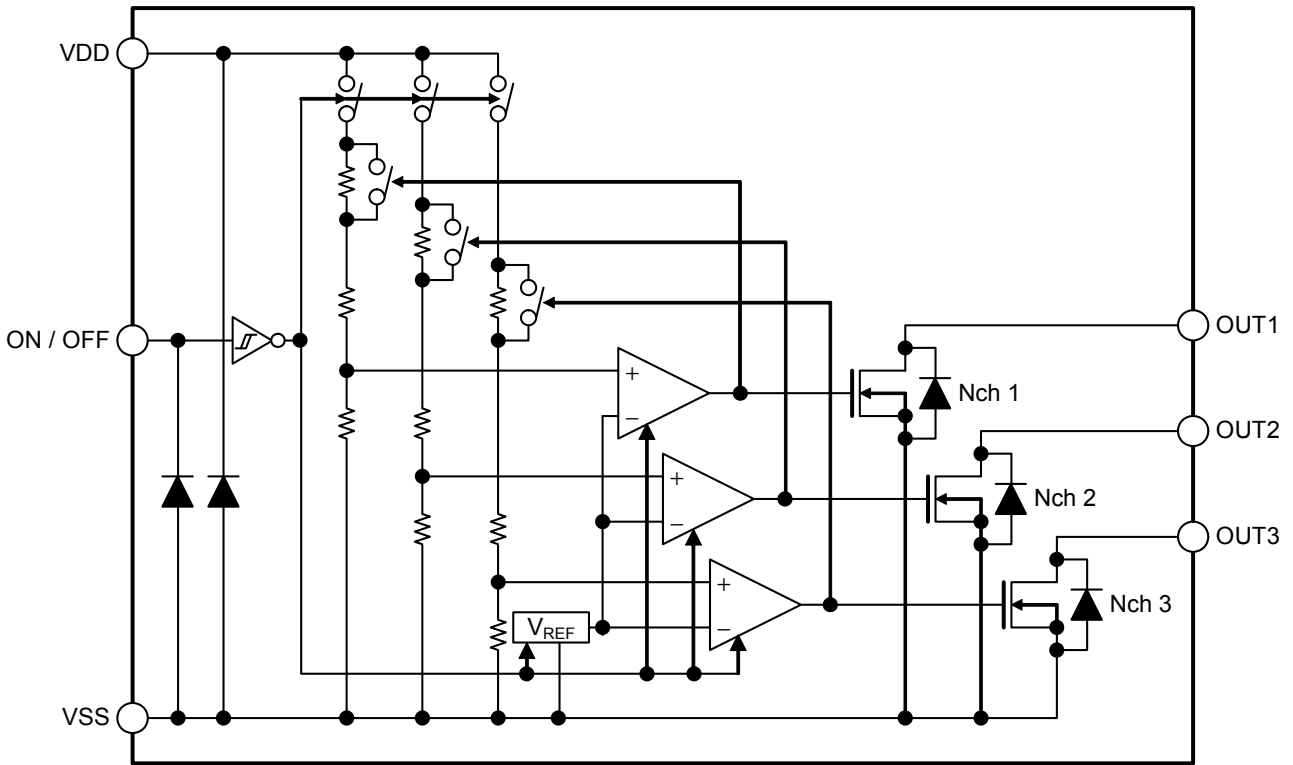 VDD
ON / OFF
OUT1
+
−
Nch 1
OUT2
+
−
Nch 2
OUT3
+
−
Nch 3
VREF
VSS